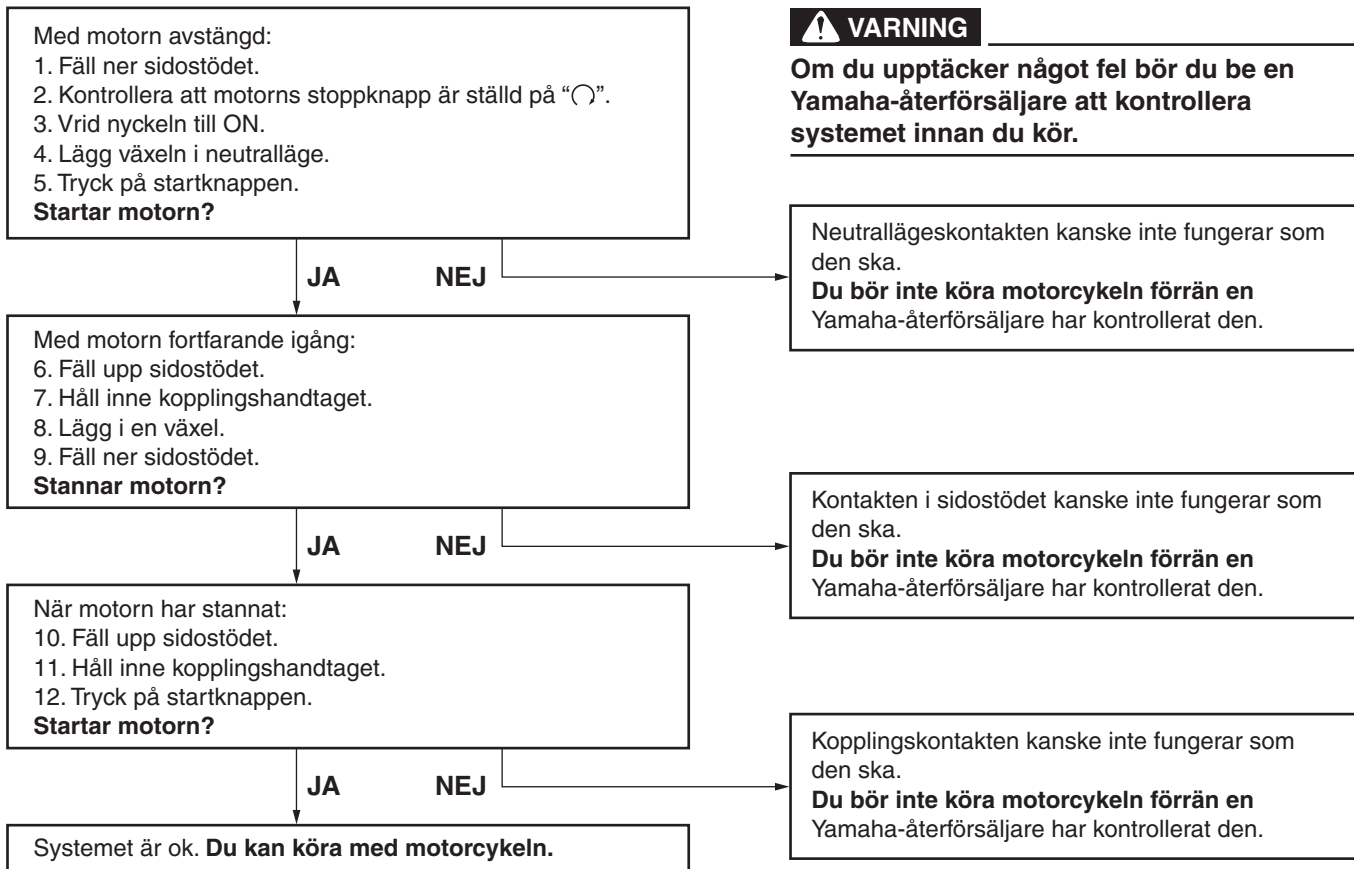 Med motorn avstängd:
1. Fäll ner sidostödet.
2. Kontrollera att motorns stoppknapp är ställd på “○”.
3. Vrid nyckeln till ON.
4. Lägg växeln i neutralläge.
5. Tryck på startknappen.
Startar motorn?
VARNING
Om du upptäcker något fel bör du be en
Yamaha-återförsäljare att kontrollera
systemet innan du kör.
JA
NEJ
Neutrallägeskontakten kanske inte fungerar som
den ska.
Du bör inte köra motorcykeln förrän en
Yamaha-återförsäljare har kontrollerat den.
Med motorn fortfarande igång:
6. Fäll upp sidostödet.
7. Håll inne kopplingshandtaget.
8. Lägg i en växel.
9. Fäll ner sidostödet.
Stannar motorn?
JA
NEJ
Kontakten i sidostödet kanske inte fungerar som
den ska.
Du bör inte köra motorcykeln förrän en
Yamaha-återförsäljare har kontrollerat den.
När motorn har stannat:
10. Fäll upp sidostödet.
11. Håll inne kopplingshandtaget.
12. Tryck på startknappen.
Startar motorn?
JA
NEJ
Kopplingskontakten kanske inte fungerar som
den ska.
Du bör inte köra motorcykeln förrän en
Yamaha-återförsäljare har kontrollerat den.
Systemet är ok. Du kan köra med motorcykeln.